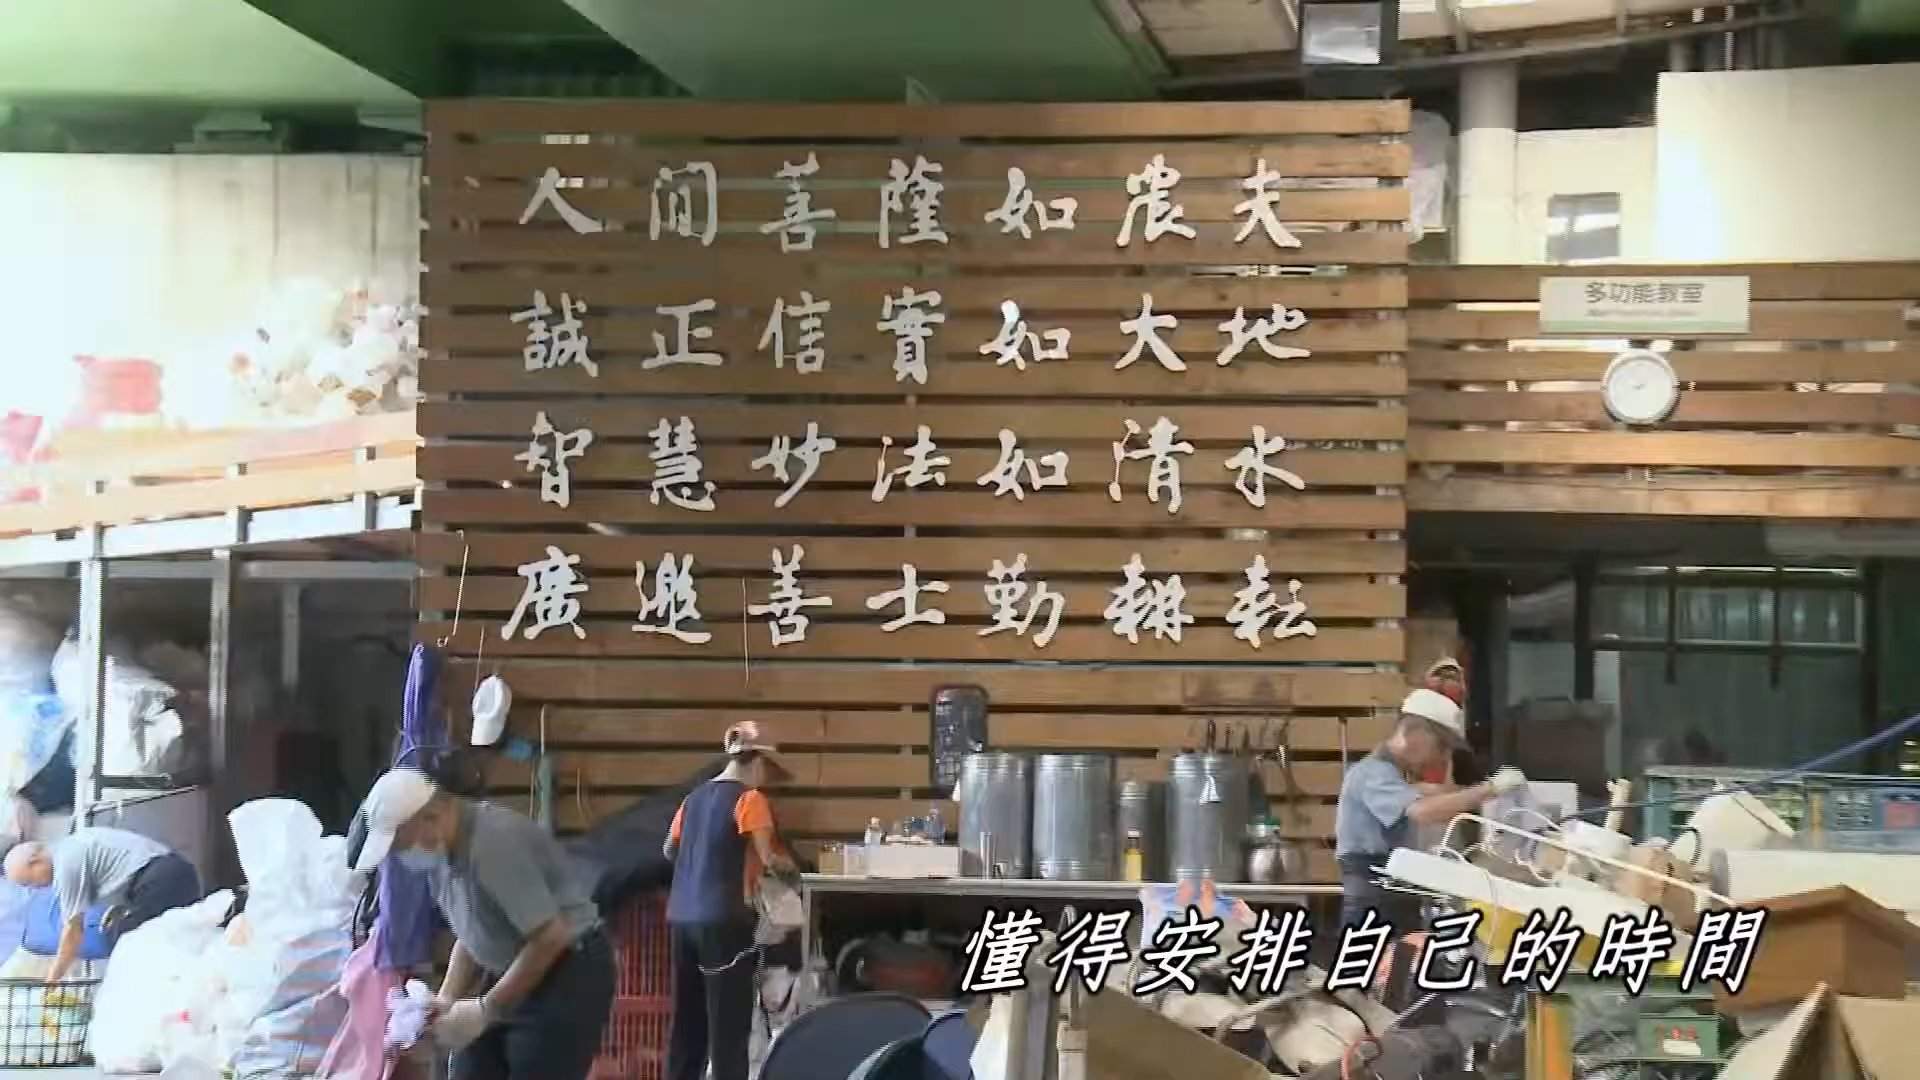 人間菩薩如農夫
誠正信實如大地
多功能教室
智慧妙法如清水
廣邀善士勤耕耘
懂得安排自己的時間